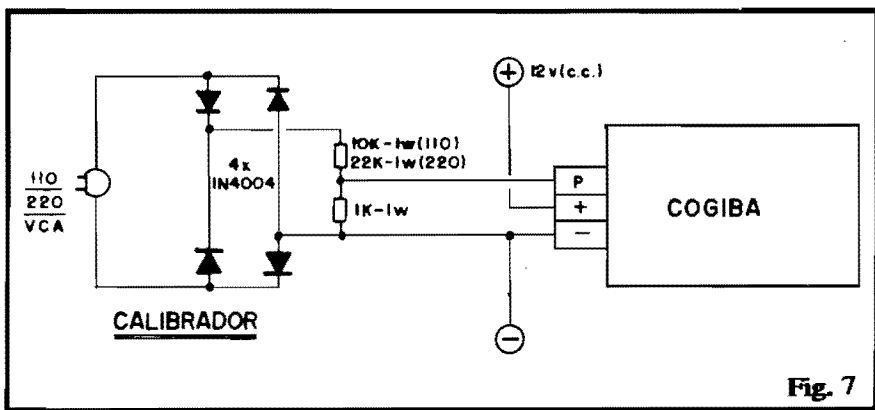 110
220
VCA
4x
1N4004
10K-1w(110)
22K-1w(220)
1K-1w
+ 12v(c.c.)
P
+
−
COGIBA
−
CALIBRADOR
Fig. 7